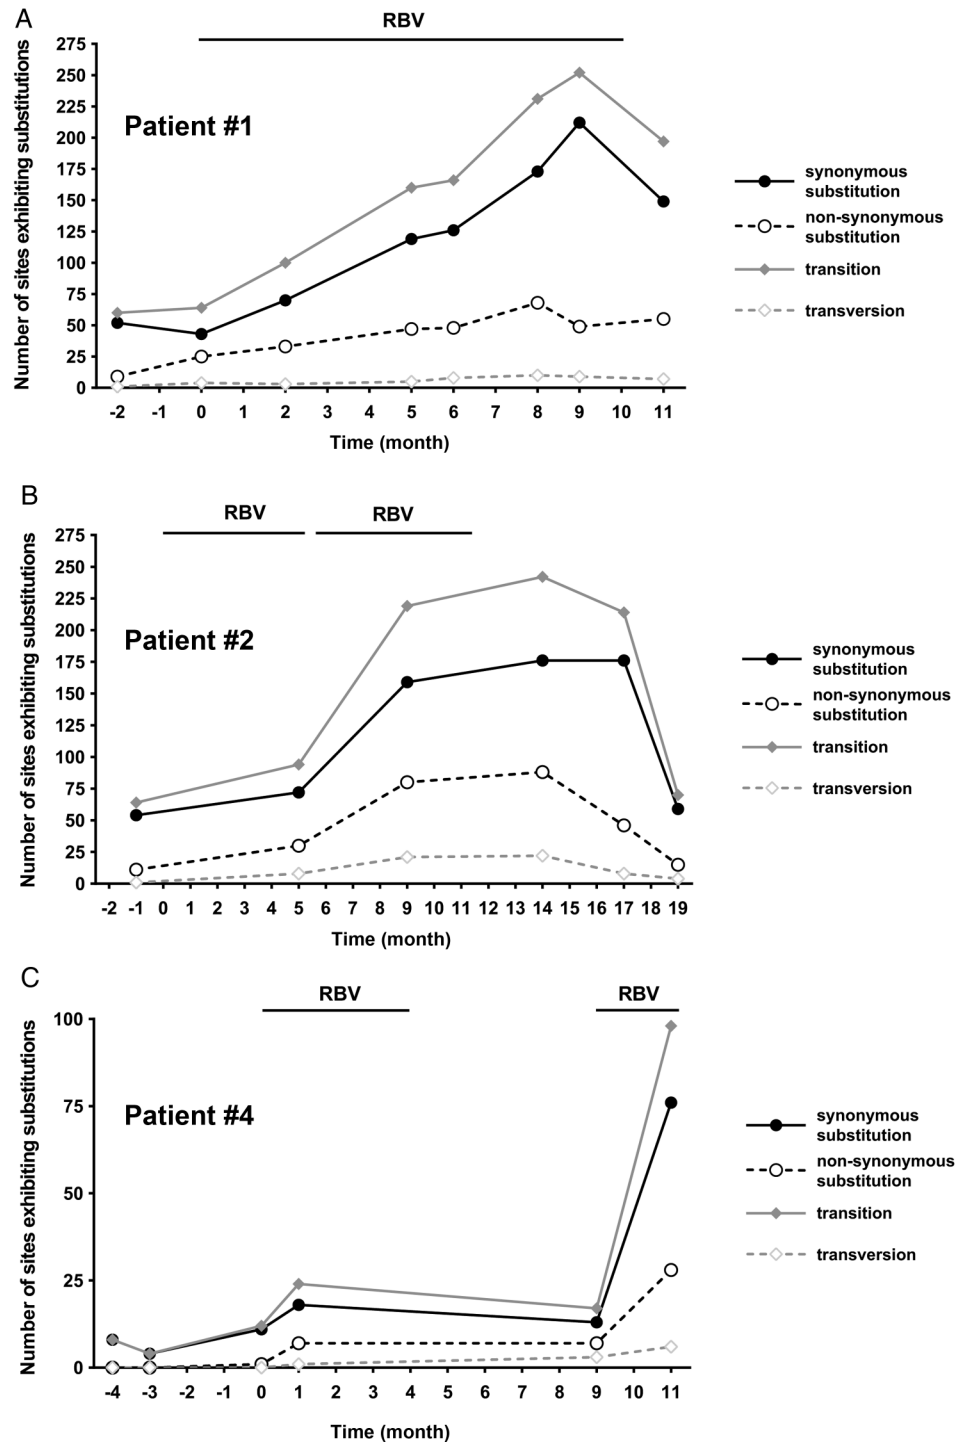 A
RBV
Number of sites exhibiting substitutions
275
250
225
200
175
150
125
100
75
50
25
0
Patient #1
-2 -1 0 1 2 3 4 5 6 7 8 9 10 11
Time (month)
synonymous
substitution
non-synonymous
substitution
transition
transversion
B
RBV RBV
Number of sites exhibiting substitutions
275
250
225
200
175
150
125
100
75
50
25
0
Patient #2
-2 -1 0 1 2 3 4 5 6 7 8 9 10 11 12 13 14 15 16 17 18 19
Time (month)
synonymous
substitution
non-synonymous
substitution
transition
transversion
C
RBV RBV
Number of sites exhibiting substitutions
100
75
50
25
0
Patient #4
-4 -3 -2 -1 0 1 2 3 4 5 6 7 8 9 10 11
Time (month)
synonymous
substitution
non-synonymous
substitution
transition
transversion